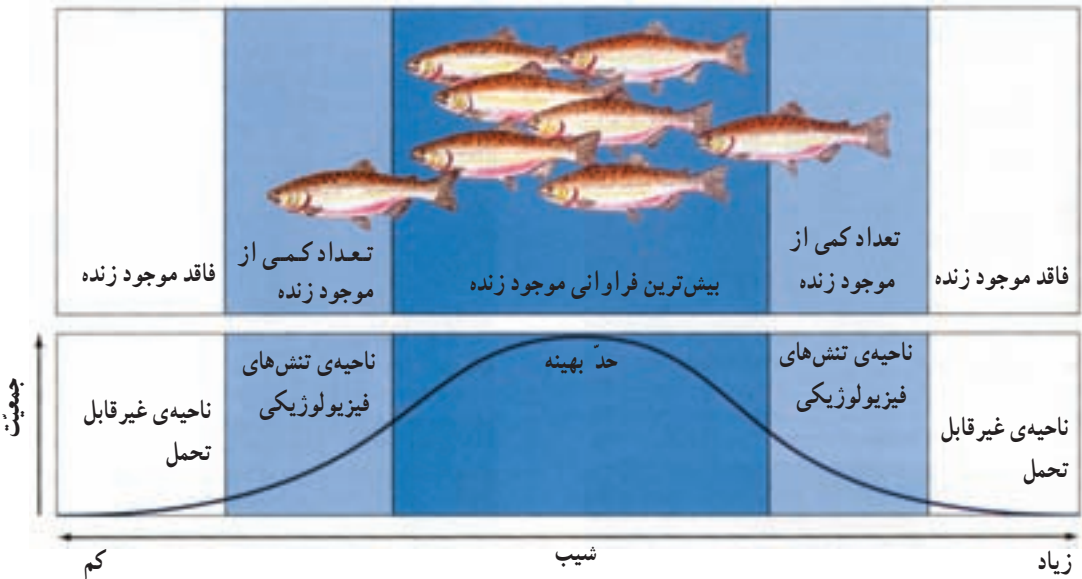 تعداد کمی از
موجود زنده
تـعـداد کـمـی از
موجود زنده
فاقد موجود زنده
بیش‌ترین فراوانی موجود زنده
فاقد موجود زنده
ناحیه‌ی تنش‌های
فیزیولوژیکی
حدّ بهینه
ناحیه‌ی تنش‌های
فیزیولوژیکی
ناحیه‌ی غیرقابل
تحمل
ناحیه‌ی غیرقابل
تحمل
جمعیّت
زیاد
شیب
کم